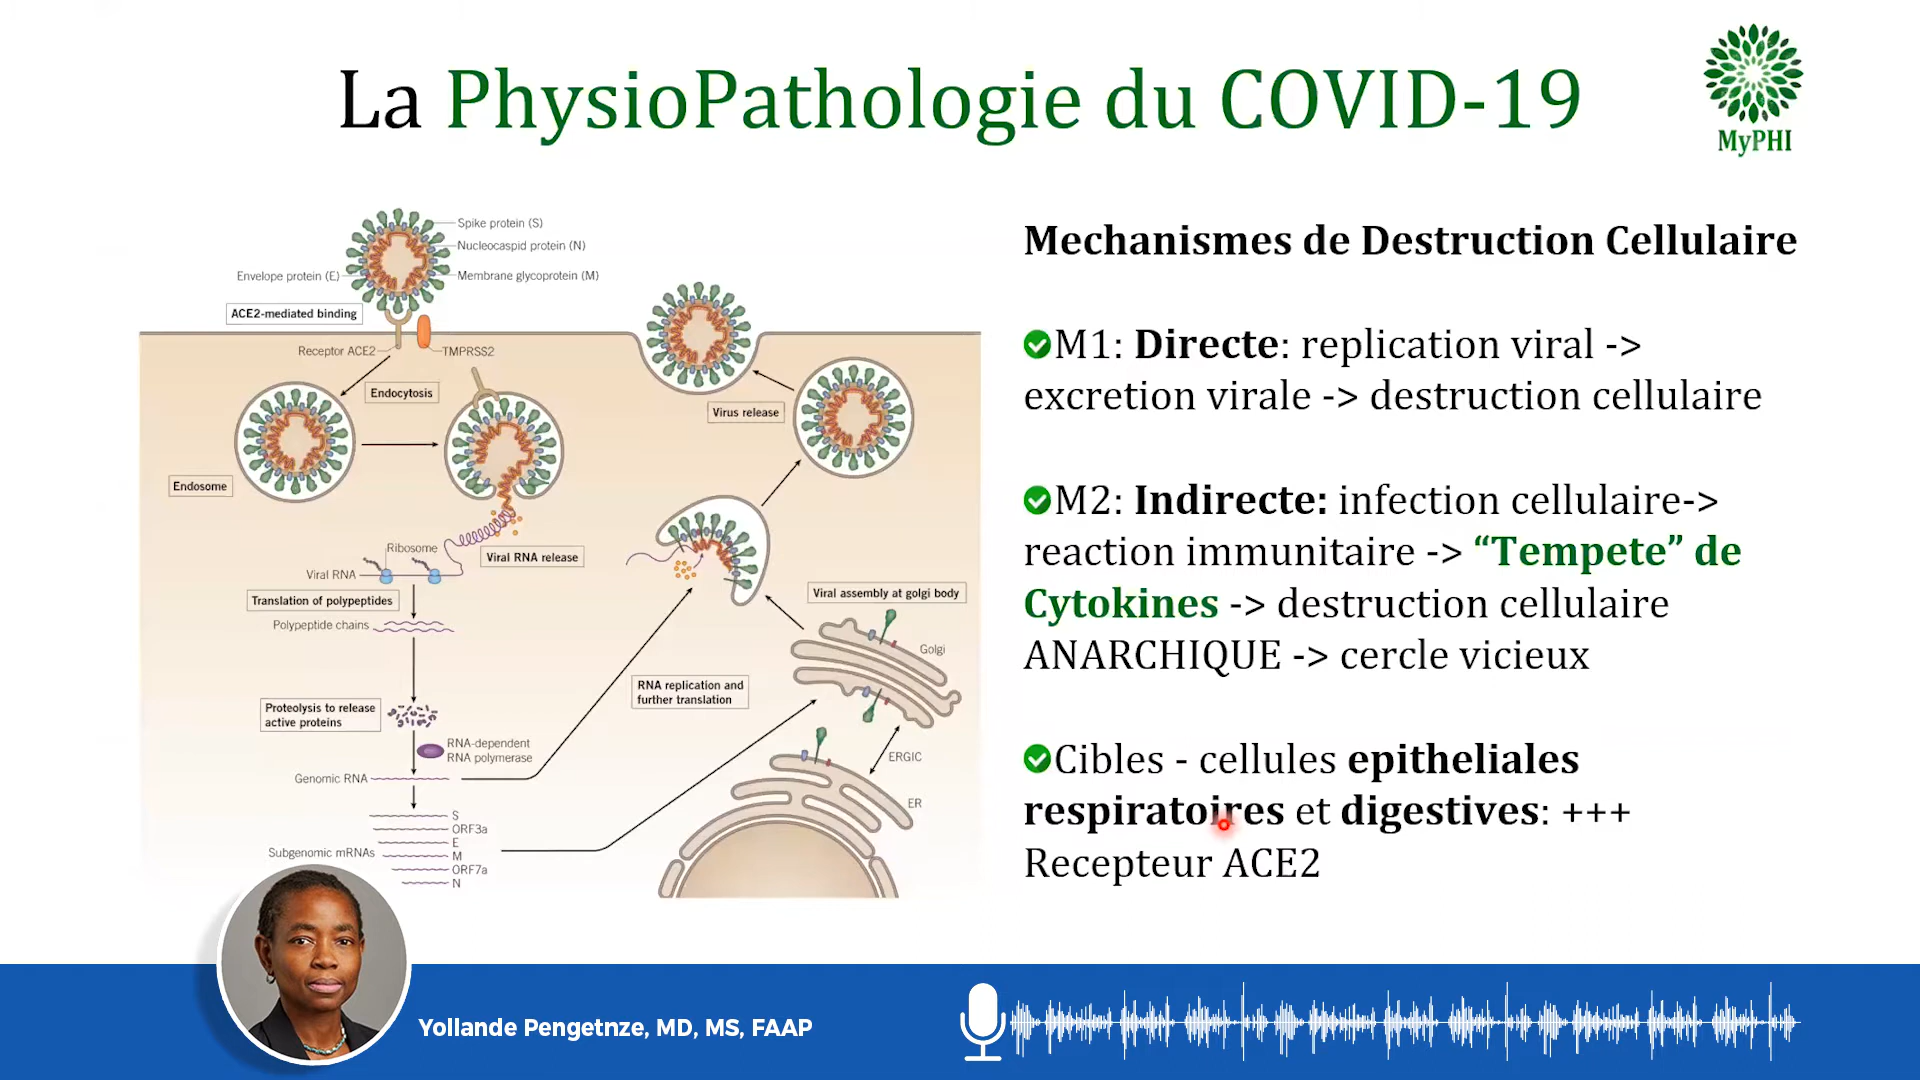 La PhysioPathologie du COVID-19
MyPHI
Spike protein (S)
Nucleocaspid protein (N)
Envelope protein (E)
Membrane glycoprotein (M)
ACE2-mediated binding
Receptor ACE2
TMPRSS2
Endocytosis
Virus release
Endosome
Ribosome
Viral RNA release
Viral RNA
Translation of polypeptides
Viral assembly at golgi body
Polypeptide chains
Golgi
RNA replication and
further translation
Proteolysis to release
active proteins
RNA-dependent
RNA polymerase
ERGIC
Genomic RNA
ER
S
ORF3a
E
Subgenomic mRNAs
M
ORF7a
N
Mechanismes de Destruction Cellulaire
M1: Directe: replication viral ->
excretion virale -> destruction cellulaire
M2: Indirecte: infection cellulaire->
reaction immunitaire -> “Tempete” de
Cytokines -> destruction cellulaire
ANARCHIQUE -> cercle vicieux
Cibles - cellules epitheliales
respiratoires et digestives: +++
Recepteur ACE2
Yollande Pengetnze, MD, MS, FAAP